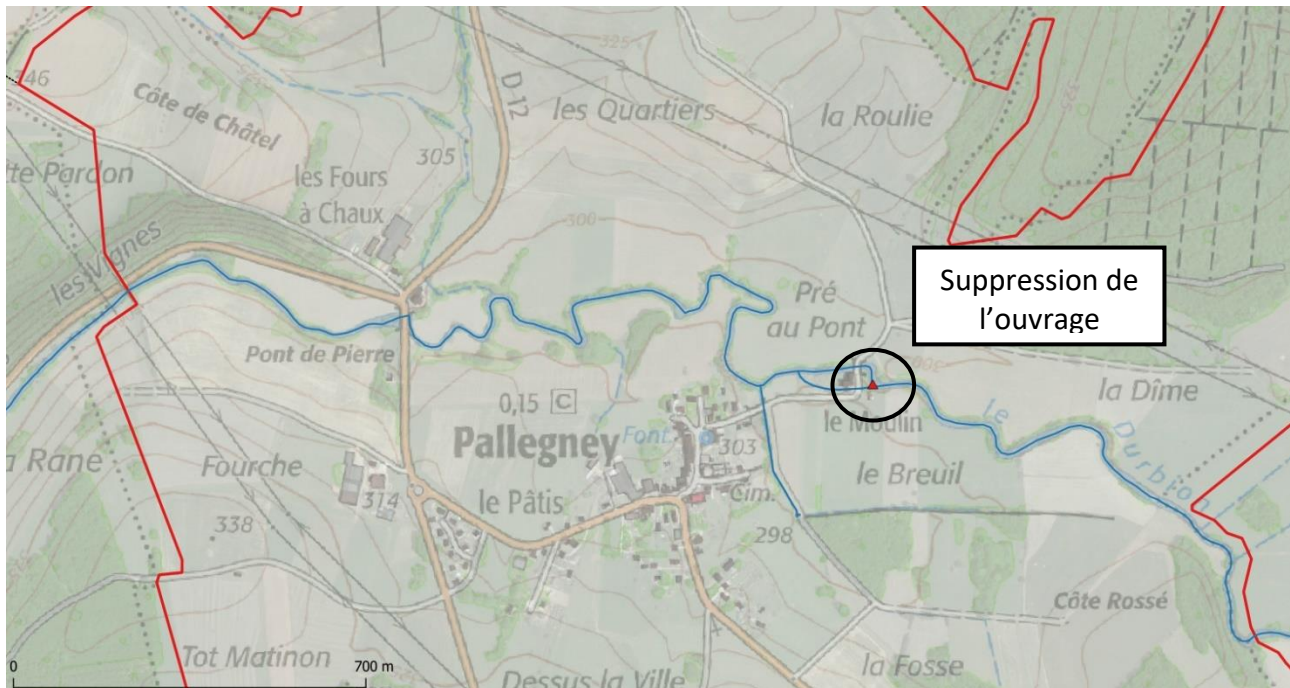 325
346
Côte de Châtel
D 12
les Quartiers
la Roulie
325
305
tte Pardon
les Fours
à Chaux
300
les Vignes
Suppression de
l’ouvrage
Pré
au Pont
Pont de Pierre
la Dîme
0,15 C
le Moulin
le Durbion
Pallegney
Font.
303
a Rane
Fourche
le Breuil
314
le Pâtis
Cim.
338
298
Côte Rossé
Tot Matinon
la Fosse
Dessus la Ville
0
700 m